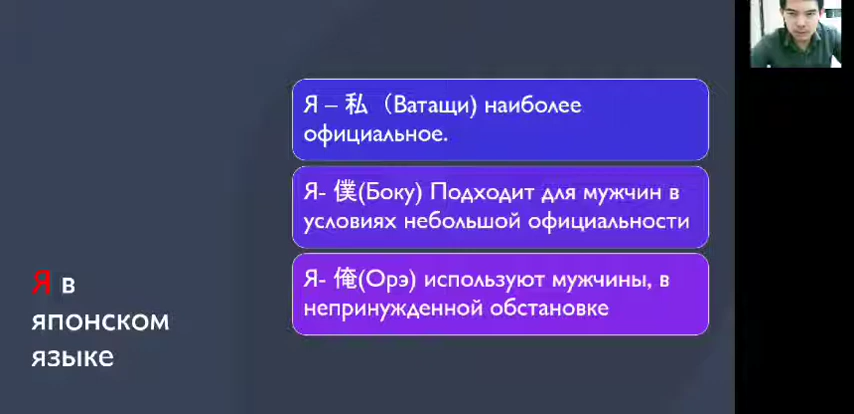 Я – 私（Ватащи) наиболее
официальное.
Я- 僕(Боку) Подходит для мужчин в
условиях небольшой официальности
Я- 俺(Орэ) используют мужчины, в
непринужденной обстановке
Я в
японском
языке